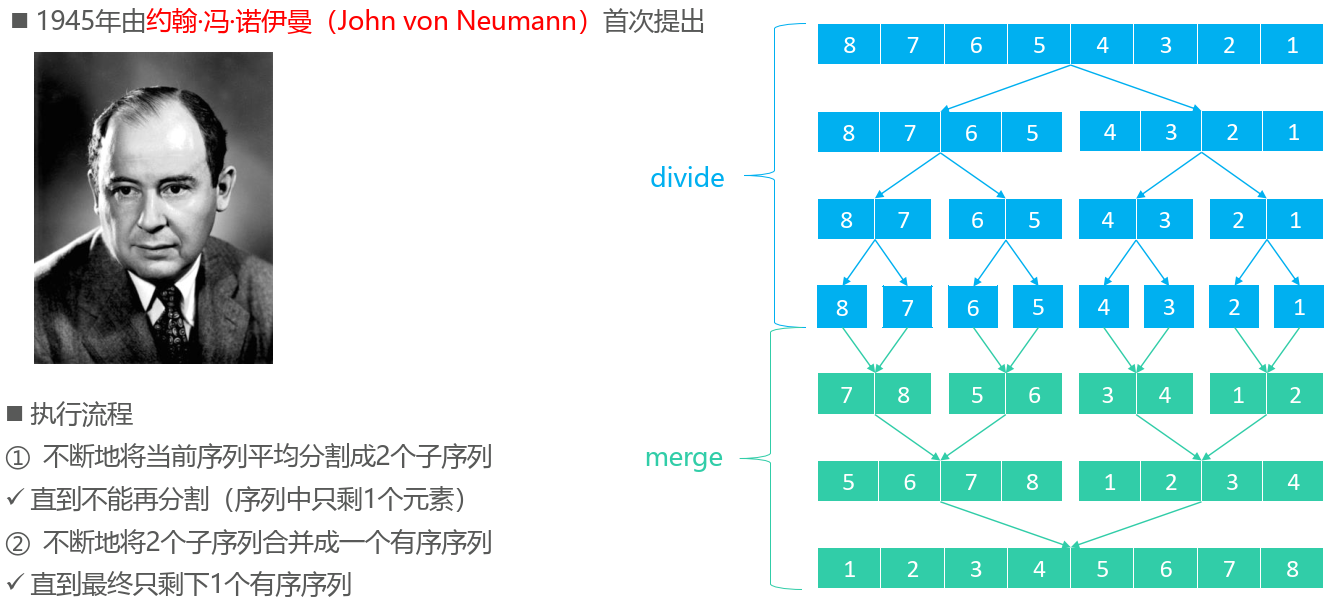 ■ 1945年由约翰·冯·诺伊曼（John von Neumann）首次提出
■ 执行流程
① 不断地将当前序列平均分割成2个子序列
✓ 直到不能再分割（序列中只剩1个元素）
② 不断地将2个子序列合并成一个有序序列
✓ 直到最终只剩下1个有序序列
divide
merge
8 7 6 5 4 3 2 1
8 7 6 5 4 3 2 1
8 7 6 5 4 3 2 1
8 7 6 5 4 3 2 1
7 8 5 6 3 4 1 2
5 6 7 8 1 2 3 4
1 2 3 4 5 6 7 8